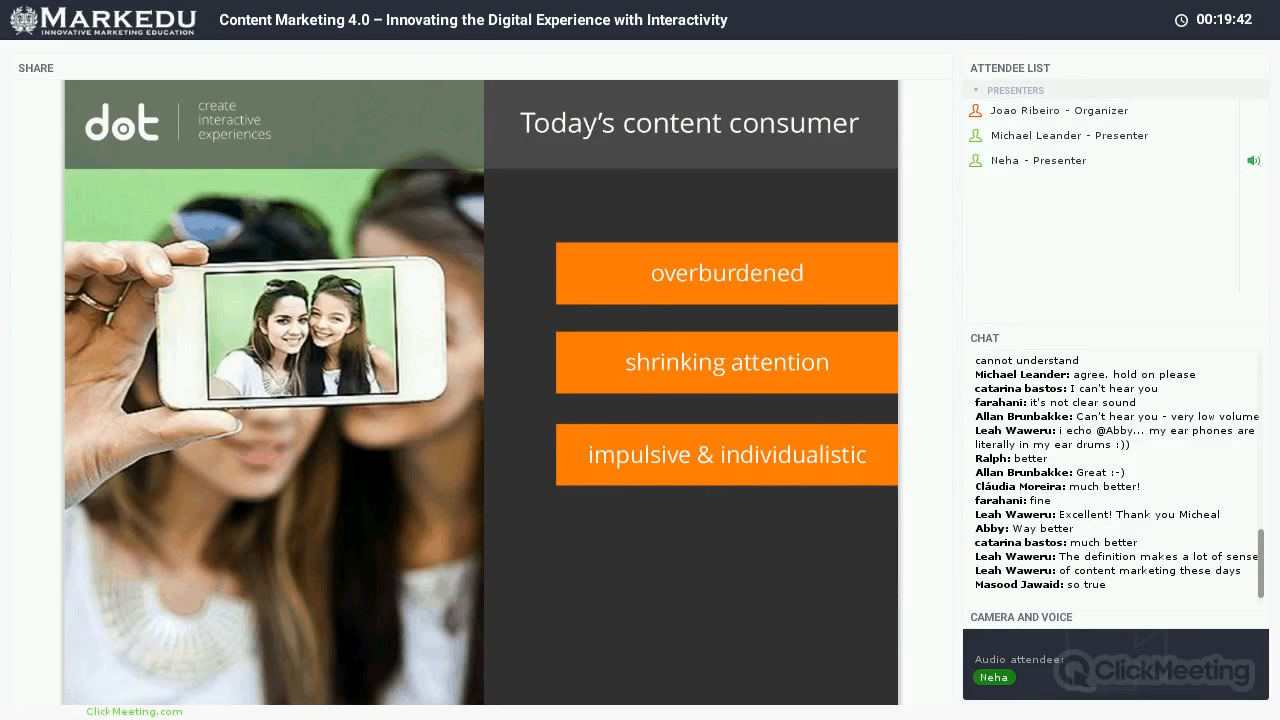 MARKEDU
INNOVATIVE MARKETING EDUCATION
Content Marketing 4.0 – Innovating the Digital Experience with Interactivity
00:19:42
SHARE
dot
create
interactive
experiences
Today's content consumer
overburdened
shrinking attention
impulsive & individualistic
ClickMeeting.com
ATTENDEE LIST
PRESENTERS
Joao Ribeiro - Organizer
Michael Leander - Presenter
Neha - Presenter
CHAT
cannot understand
Michael Leander: agree. hold on please
catarina bastos: I can't hear you
farahani: it's not clear sound
Allan Brunbakke: Can't hear you - very low volume
Leah Waweru: i echo @Abby... my ear phones are
literally in my ear drums :))
Ralph: better
Allan Brunbakke: Great :-)
Cláudia Moreira: much better!
farahani: fine
Leah Waweru: Excellent! Thank you Micheal
Abby: Way better
catarina bastos: much better
Leah Waweru: The definition makes a lot of sense
Leah Waweru: of content marketing these days
Masood Jawaid: so true
CAMERA AND VOICE
Audio attendee:
Neha
ClickMeeting